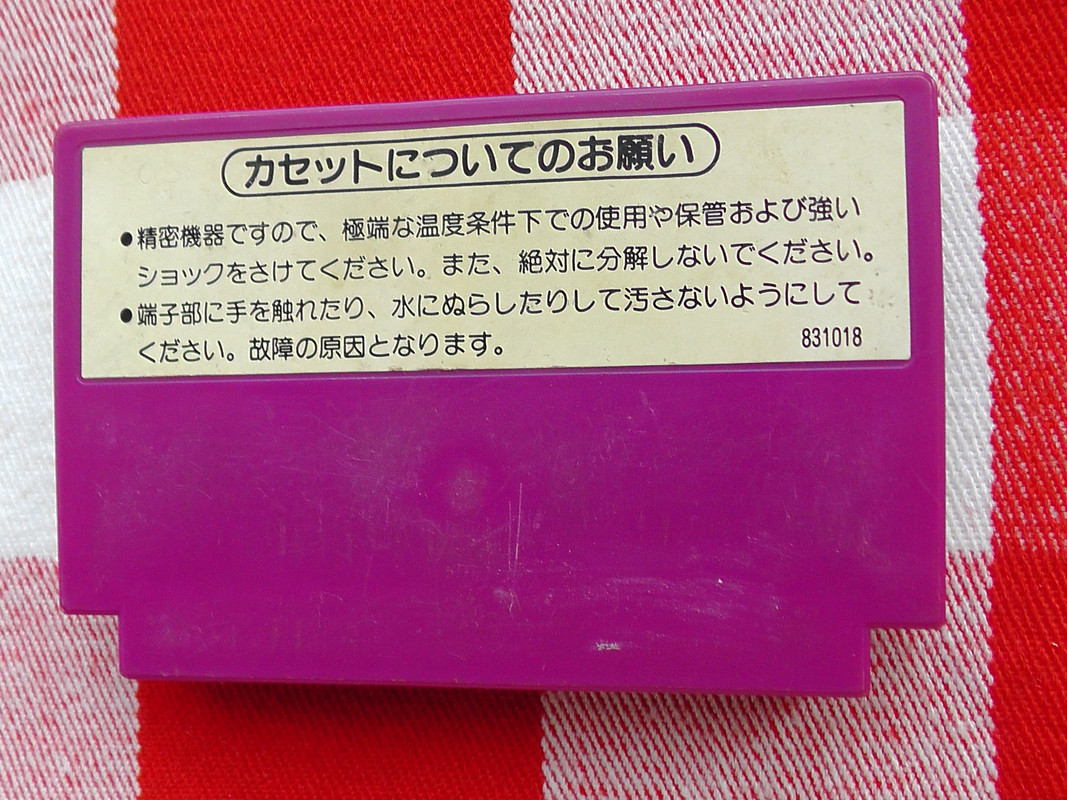 カセットについてのお願い
●精密機器ですので、極端な温度条件下での使用や保管および強い
ショックをさけてください。また、絶対に分解しないでください。
●端子部に手を触れたり、水にぬらしたりして汚さないようにして
ください。故障の原因となります。
831018